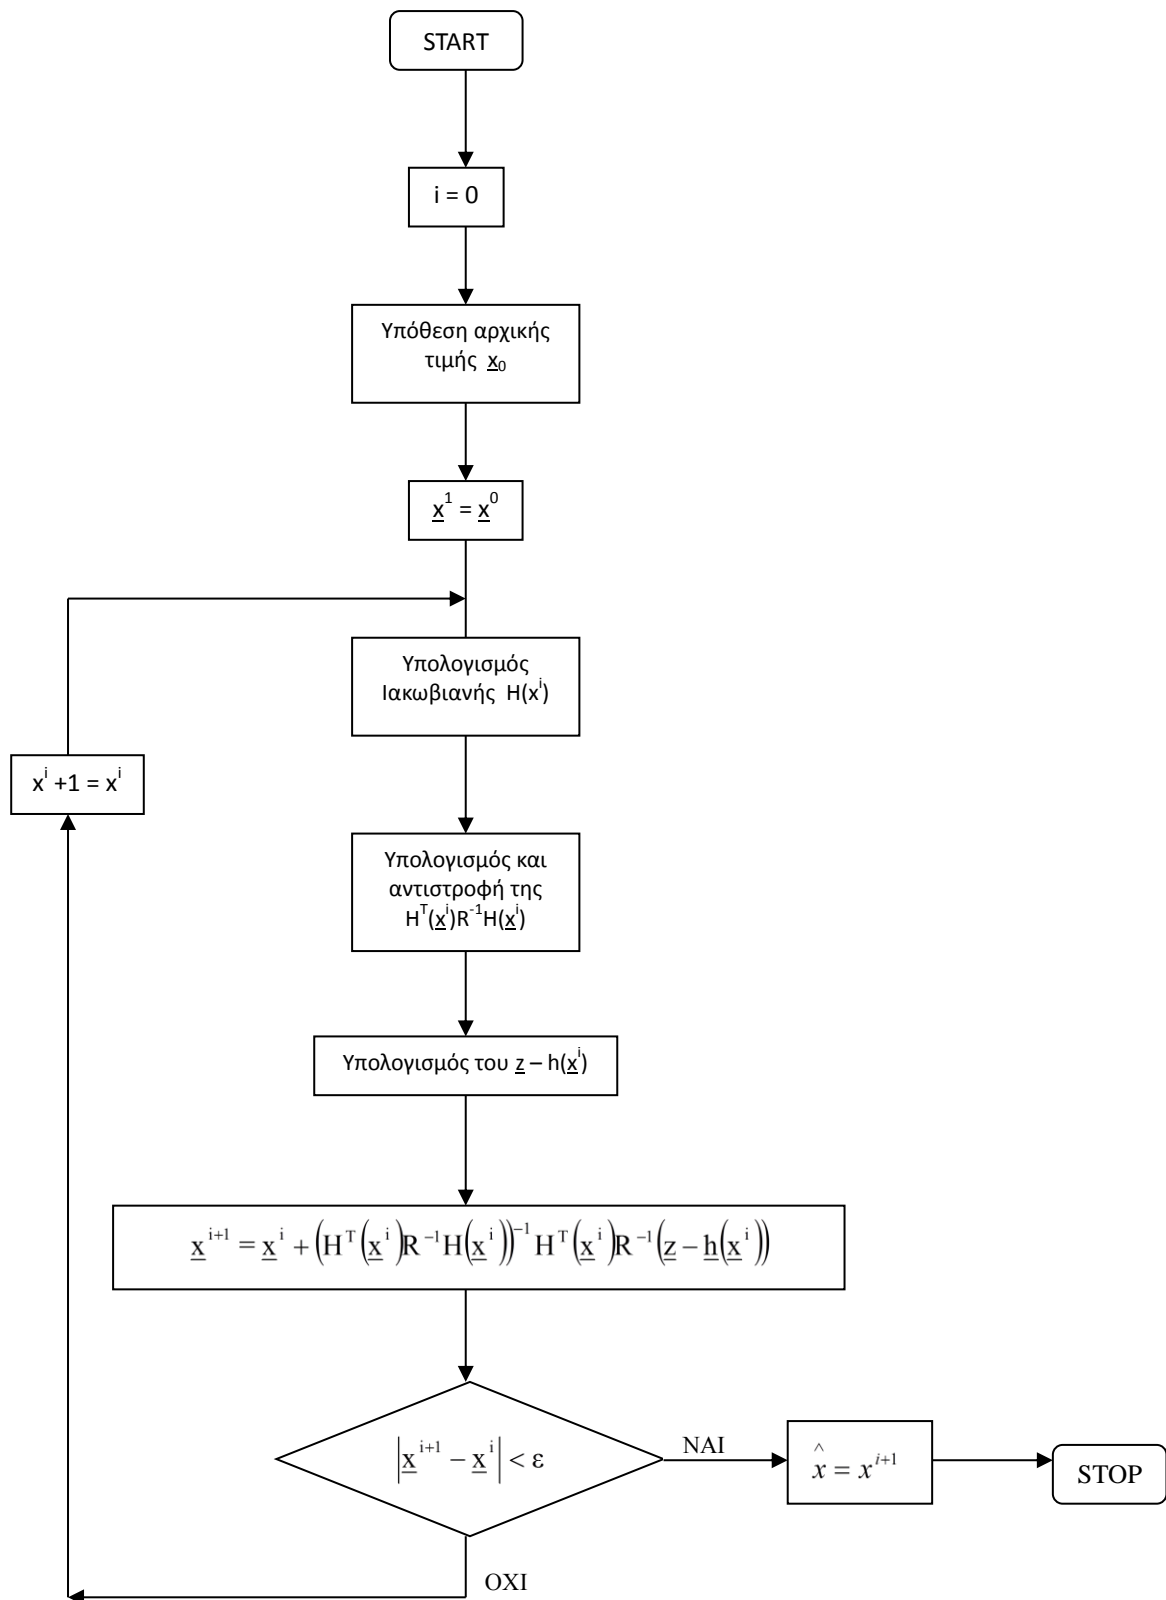 START
i = 0
Υπόθεση αρχικής
τιμής x₀
x¹ = x⁰
Υπολογισμός
Ιακωβιανής H(xⁱ)
xⁱ +1 = xⁱ
Υπολογισμός και
αντιστροφή της
Hᵀ(xⁱ)R⁻¹H(xⁱ)
Υπολογισμός του z – h(xⁱ)
xⁱ⁺¹ = xⁱ + (Hᵀ(xⁱ)R⁻¹H(xⁱ))⁻¹Hᵀ(xⁱ)R⁻¹(z − h(xⁱ))
|xⁱ⁺¹ − xⁱ| < ε
ΝΑΙ
x̂ = xⁱ⁺¹
STOP
ΟΧΙ